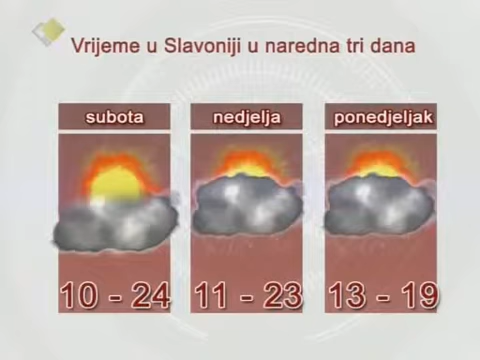 Vrijeme u Slavoniji u naredna tri dana
subota nedjelja ponedjeljak
10 - 24 11 - 23 13 - 19